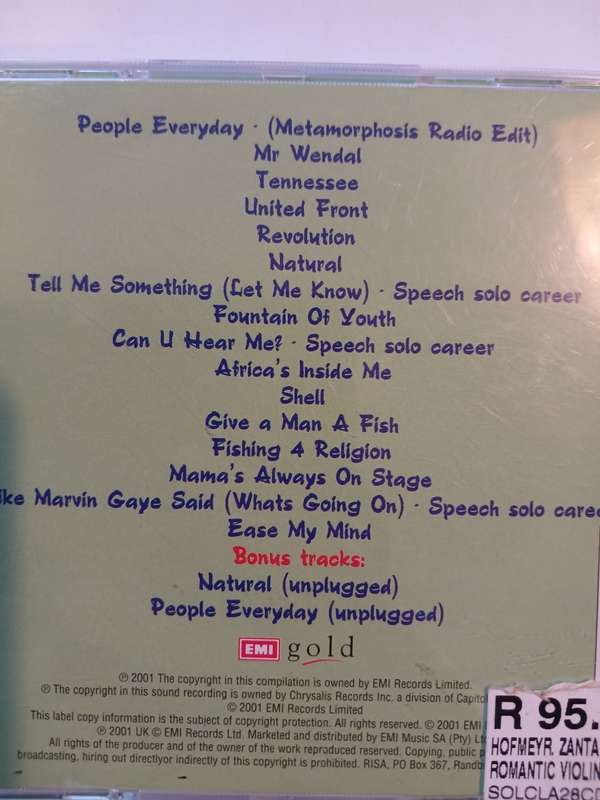 People Everyday · (Metamorphosis Radio Edit)
Mr Wendal
Tennessee
United Front
Revolution
Natural
Tell Me Something (Let Me Know) · Speech solo career
Fountain Of Youth
Can U Hear Me? · Speech solo career
Africa's Inside Me
Shell
Give a Man A Fish
Fishing 4 Religion
Mama's Always On Stage
Marvin Gaye Said (Whats Going On) · Speech solo
Ease My Mind
Bonus tracks:
Natural (unplugged)
People Everyday (unplugged)
EMI gold
℗ 2001 The copyright in this compilation is owned by EMI Records Limited.
℗ The copyright in this sound recording is owned by Chrysalis Records Inc. a division of
© 2001 EMI Records Limited
This label copy information is the subject of copyright protection. All rights reserved. © 2001 EMI
℗ 2001 UK © EMI Records Ltd. Marketed and distributed by EMI Music SA (Pty)
All rights of the producer and of the owner of the work reproduced reserved. Copying, public
broadcasting, hiring out directlyor indirectly of this copyright is prohibited. RISA, PO Box 367,
R 95.
HOFMEYR. ZANTA
ROMANTIC VIOLIN
SOLCLA28CD